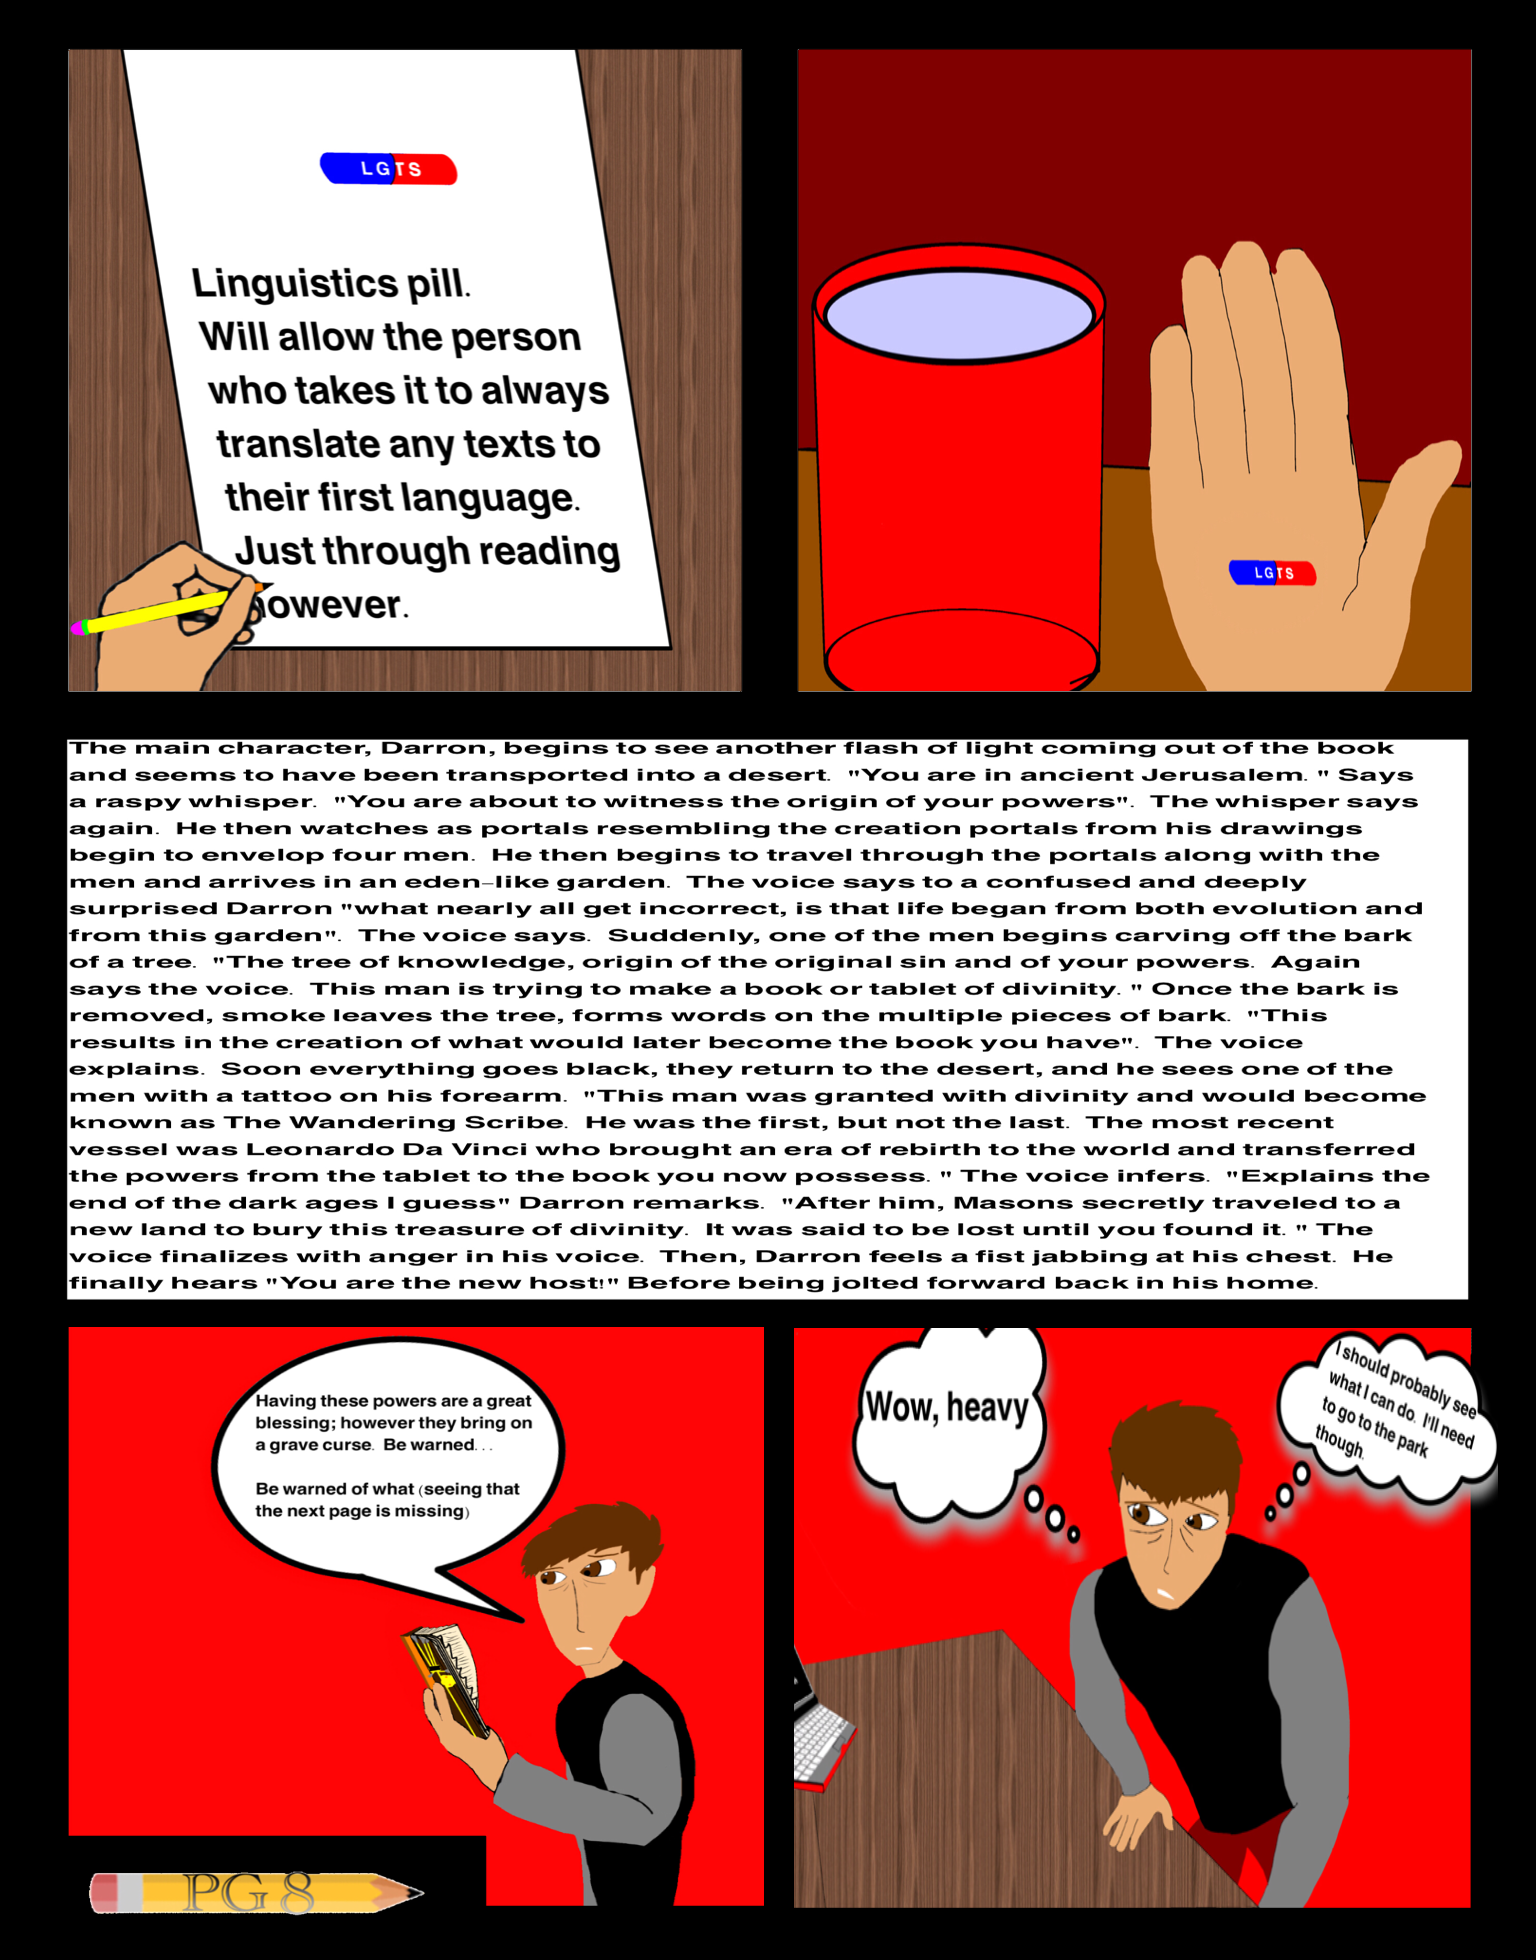 LGTS
Linguistics pill.
Will allow the person
who takes it to always
translate any texts to
their first language.
Just through reading
however.
LGTS
The main character, Darron, begins to see another flash of light coming out of the book
and seems to have been transported into a desert. "You are in ancient Jerusalem. " Says
a raspy whisper. "You are about to witness the origin of your powers". The whisper says
again. He then watches as portals resembling the creation portals from his drawings
begin to envelop four men. He then begins to travel through the portals along with the
men and arrives in an eden-like garden. The voice says to a confused and deeply
surprised Darron "what nearly all get incorrect, is that life began from both evolution and
from this garden". The voice says. Suddenly, one of the men begins carving off the bark
of a tree. "The tree of knowledge, origin of the original sin and of your powers. Again
says the voice. This man is trying to make a book or tablet of divinity. " Once the bark is
removed, smoke leaves the tree, forms words on the multiple pieces of bark. "This
results in the creation of what would later become the book you have". The voice
explains. Soon everything goes black, they return to the desert, and he sees one of the
men with a tattoo on his forearm. "This man was granted with divinity and would become
known as The Wandering Scribe. He was the first, but not the last. The most recent
vessel was Leonardo Da Vinci who brought an era of rebirth to the world and transferred
the powers from the tablet to the book you now possess. " The voice infers. "Explains the
end of the dark ages I guess" Darron remarks. "After him, Masons secretly traveled to a
new land to bury this treasure of divinity. It was said to be lost until you found it. " The
voice finalizes with anger in his voice. Then, Darron feels a fist jabbing at his chest. He
finally hears "You are the new host!" Before being jolted forward back in his home.
Having these powers are a great
blessing; however they bring on
a grave curse. Be warned...
Be warned of what (seeing that
the next page is missing)
Wow, heavy
I should probably see
what I can do. I'll need
to go to the park
though.
PG 8